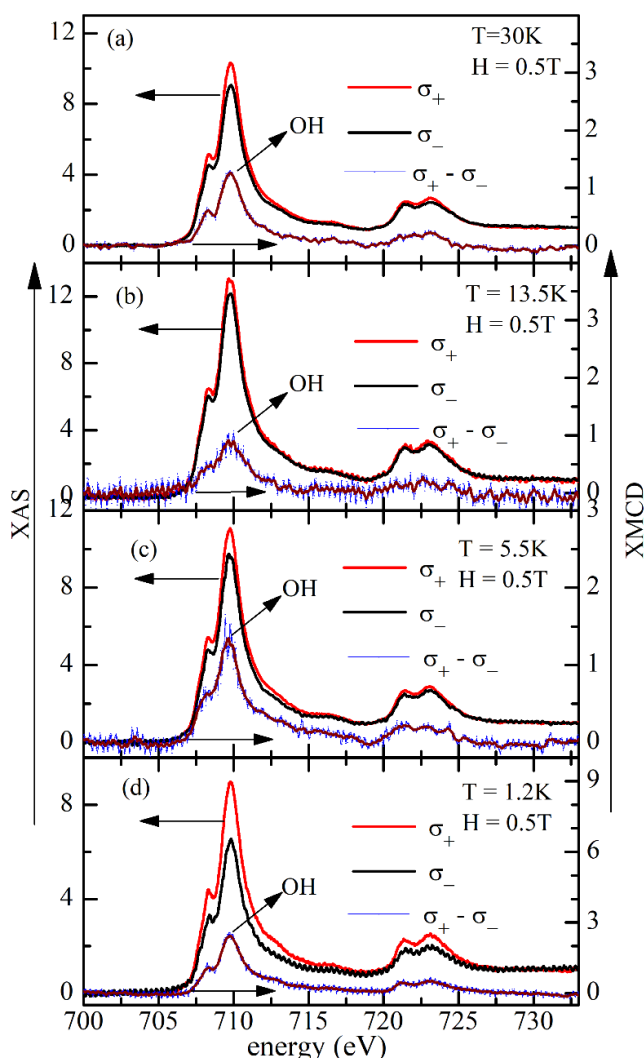 (a)
T=30K
H = 0.5T
σ+
σ−
σ+ - σ−
OH
12
8
4
0
3
2
1
0
(b)
T = 13.5K
H = 0.5T
σ+
σ−
σ+ - σ−
OH
12
8
4
0
3
2
1
0
(c)
T = 5.5K
H = 0.5T
σ+
σ−
σ+ - σ−
OH
12
8
4
0
3
2
1
0
(d)
T = 1.2K
H = 0.5T
σ+
σ−
σ+ - σ−
OH
8
4
0
9
6
3
0
XAS
XMCD
700 705 710 715 720 725 730
energy (eV)